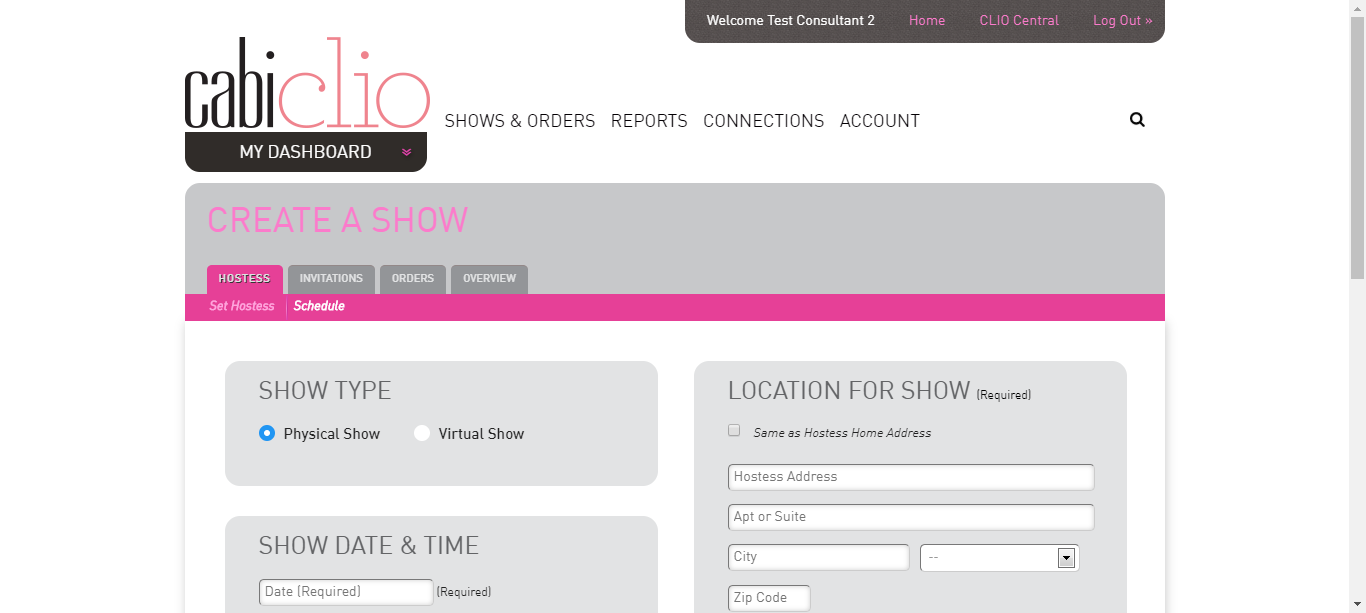 Welcome Test Consultant 2 Home CLIO Central Log Out »
cabiclio
SHOWS & ORDERS REPORTS CONNECTIONS ACCOUNT
MY DASHBOARD
CREATE A SHOW
HOSTESS INVITATIONS ORDERS OVERVIEW
Set Hostess Schedule
SHOW TYPE
Physical Show Virtual Show
SHOW DATE & TIME
Date (Required) (Required)
LOCATION FOR SHOW (Required)
Same as Hostess Home Address
Hostess Address
Apt or Suite
City --
Zip Code